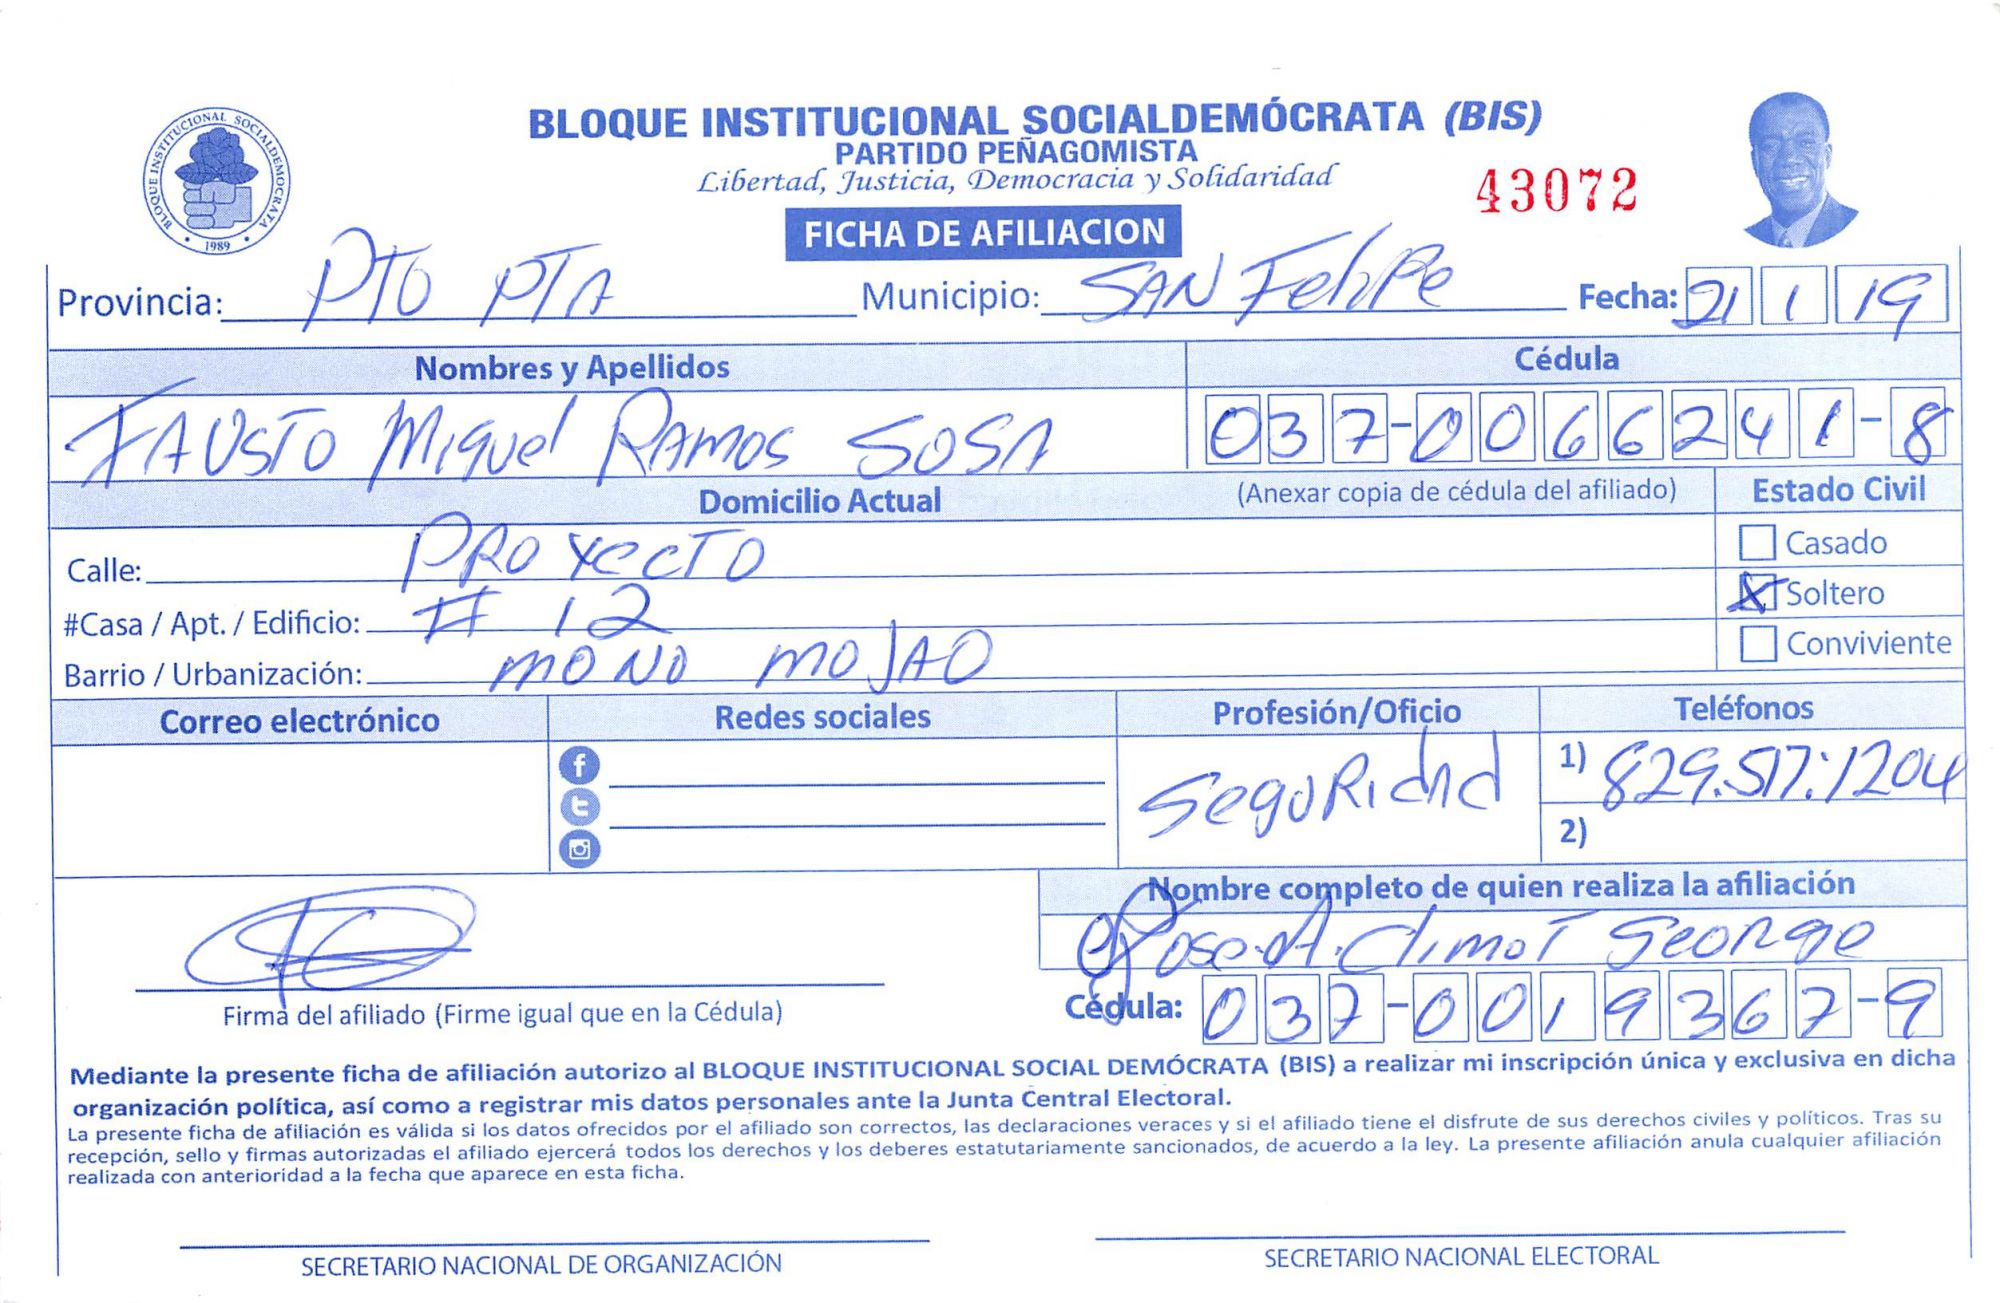 BLOQUE INSTITUCIONAL SOCIALDEMÓCRATA (BIS)
PARTIDO PEÑAGOMISTA
Libertad, Justicia, Democracia y Solidaridad
43072
BLOQUE INSTITUCIONAL SOCIALDEMOCRATA
1989
FICHA DE AFILIACION
Provincia: PTO PTA Municipio: SAN Felipe Fecha: 21 1 19
Nombres y Apellidos Cédula
FAUSTO Miguel RAMOS SOSA 037-0066241-8
Domicilio Actual (Anexar copia de cédula del afiliado) Estado Civil
Calle: PROYECTO Casado
#Casa / Apt. / Edificio: # 12 X Soltero
Barrio / Urbanización: MONO MOJAO Conviviente
Correo electrónico Redes sociales Profesión/Oficio Teléfonos
SeguRidad 1) 829.517.1204
2)
Nombre completo de quien realiza la afiliación
Jose A. Climot George
Firma del afiliado (Firme igual que en la Cédula) Cédula: 037-0019367-9
Mediante la presente ficha de afiliación autorizo al BLOQUE INSTITUCIONAL SOCIAL DEMÓCRATA (BIS) a realizar mi inscripción única y exclusiva en dicha
organización política, así como a registrar mis datos personales ante la Junta Central Electoral.
La presente ficha de afiliación es válida si los datos ofrecidos por el afiliado son correctos, las declaraciones veraces y si el afiliado tiene el disfrute de sus derechos civiles y políticos. Tras su
recepción, sello y firmas autorizadas el afiliado ejercerá todos los derechos y los deberes estatutariamente sancionados, de acuerdo a la ley. La presente afiliación anula cualquier afiliación
realizada con anterioridad a la fecha que aparece en esta ficha.
SECRETARIO NACIONAL DE ORGANIZACIÓN SECRETARIO NACIONAL ELECTORAL